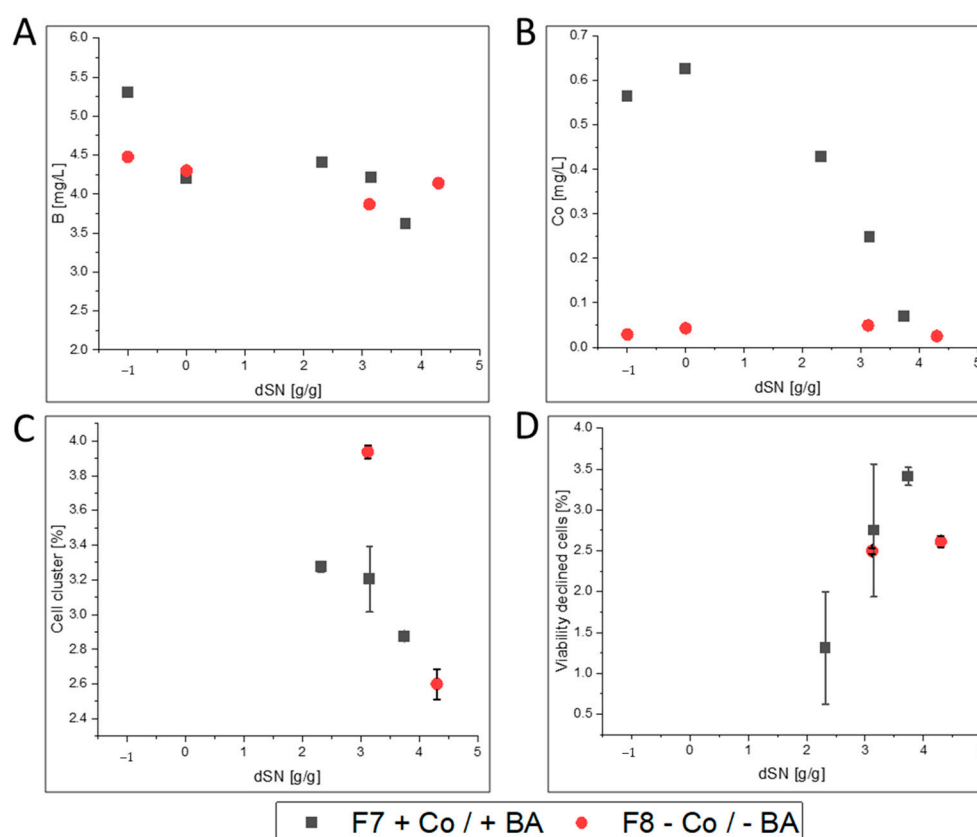 A
B [mg/L]
6.0
5.5
5.0
4.5
4.0
3.5
3.0
2.5
2.0
−1 0 1 2 3 4 5
dSN [g/g]
B
Co [mg/L]
0.7
0.6
0.5
0.4
0.3
0.2
0.1
0.0
−1 0 1 2 3 4 5
dSN [g/g]
C
Cell cluster [%]
4.0
3.8
3.6
3.4
3.2
3.0
2.8
2.6
2.4
−1 0 1 2 3 4 5
dSN [g/g]
D
Viability declined cells [%]
4.0
3.5
3.0
2.5
2.0
1.5
1.0
0.5
−1 0 1 2 3 4
dSN [g/g]
F7 + Co / + BA F8 - Co / - BA